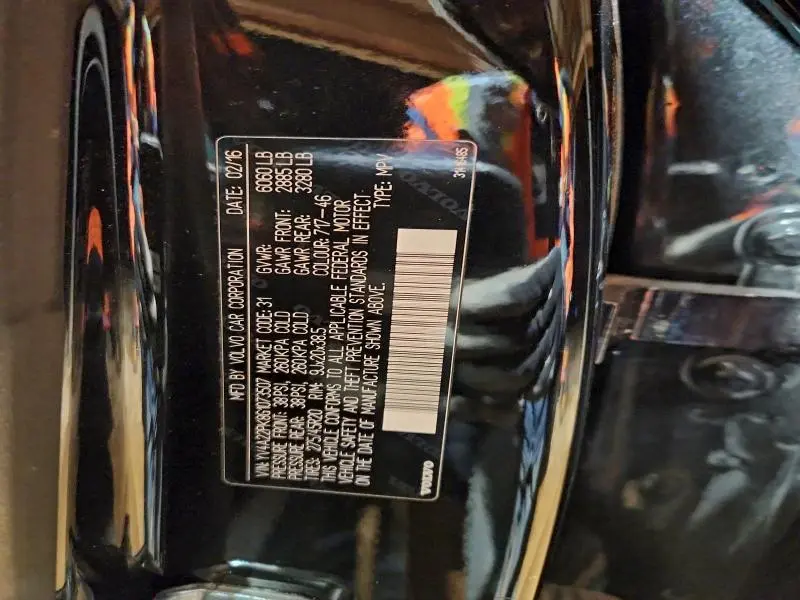 MFD BY VOLVO CAR CORPORATION DATE: 02/16
MARKET CODE: 31 GVWR: 6060 LB
PRESSURE FRONT: 38PSI, 260KPA COLD GAWR FRONT: 2885 LB
PRESSURE REAR: 38PSI, 260KPA COLD GAWR REAR: 3280 LB
TIRES: 275/45R20 RIM: 9Jx20x38.5 COLOUR: 717-46
THIS VEHICLE CONFORMS TO ALL APPLICABLE FEDERAL MOTOR
VEHICLE SAFETY AND THEFT PREVENTION STANDARDS IN EFFECT
ON THE DATE OF MANUFACTURE SHOWN ABOVE.
TYPE: MPV
VOLVO